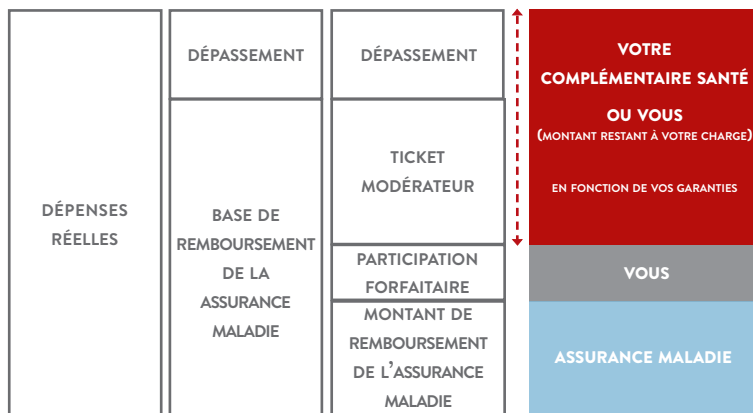 DÉPENSES
RÉELLES
DÉPASSEMENT
BASE DE
REMBOURSEMENT
DE LA
ASSURANCE
MALADIE
DÉPASSEMENT
TICKET
MODÉRATEUR
PARTICIPATION
FORFAITAIRE
MONTANT DE
REMBOURSEMENT
DE L'ASSURANCE
MALADIE
VOTRE
COMPLÉMENTAIRE SANTÉ
OU VOUS
(MONTANT RESTANT À VOTRE CHARGE)
EN FONCTION DE VOS GARANTIES
VOUS
ASSURANCE MALADIE